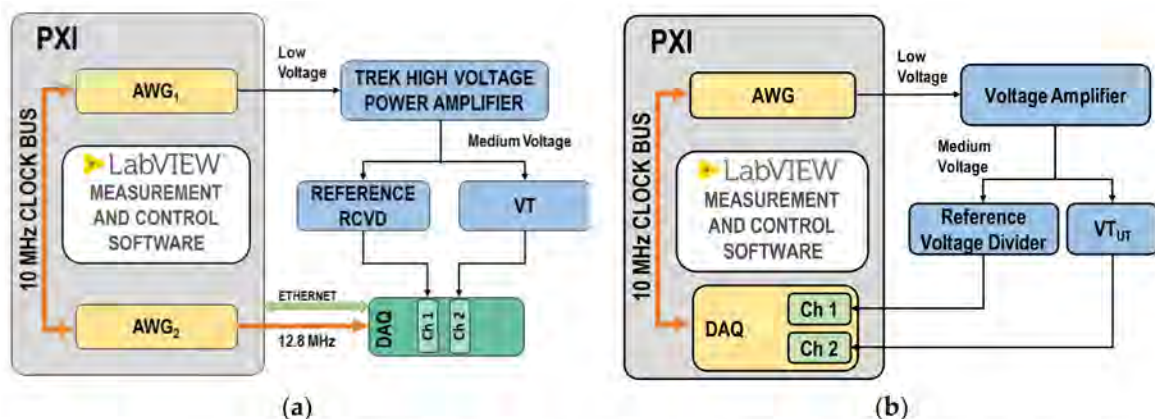 PXI
10 MHz CLOCK BUS
AWG1
Low
Voltage
TREK HIGH VOLTAGE
POWER AMPLIFIER
Medium Voltage
LabVIEW
MEASUREMENT
AND CONTROL
SOFTWARE
REFERENCE
RCVD
VT
ETHERNET
AWG2
12.8 MHz
DAQ
Ch 1
Ch 2
(a)
PXI
10 MHz CLOCK BUS
AWG
Low
Voltage
Voltage Amplifier
Medium
Voltage
LabVIEW
MEASUREMENT
AND CONTROL
SOFTWARE
Reference
Voltage Divider
VTUT
DAQ
Ch 1
Ch 2
(b)